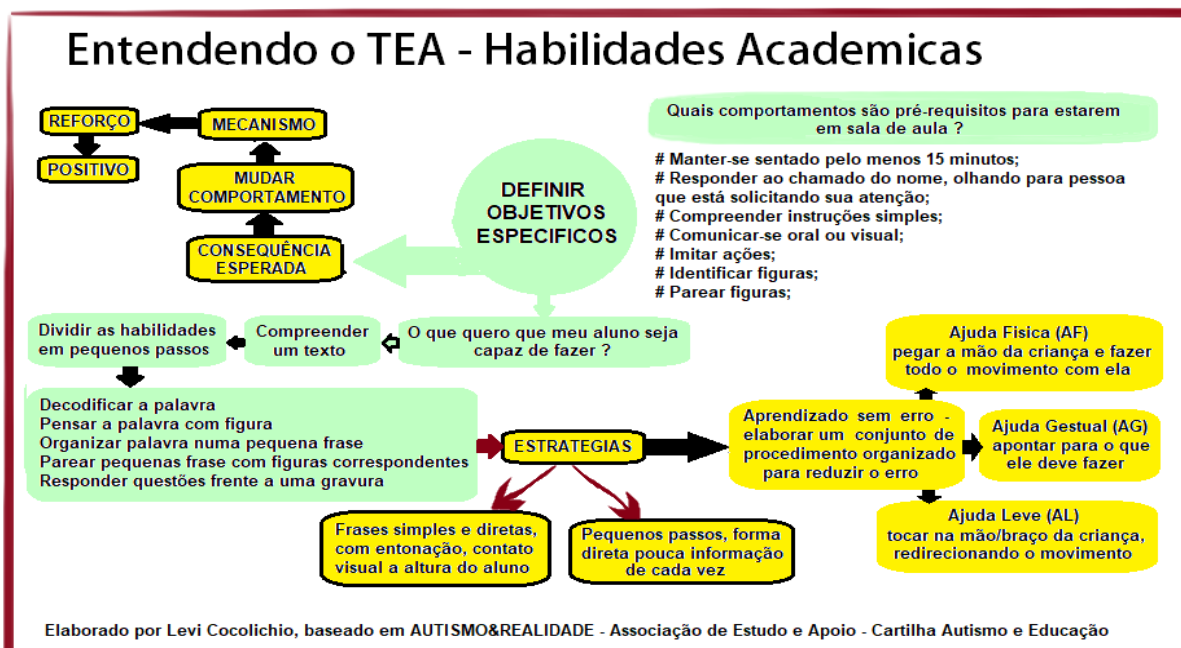 Entendendo o TEA - Habilidades Academicas
REFORÇO
MECANISMO
POSITIVO
MUDAR
COMPORTAMENTO
CONSEQUÊNCIA
ESPERADA
DEFINIR
OBJETIVOS
ESPECIFICOS
Quais comportamentos são pré-requisitos para estarem
em sala de aula ?
# Manter-se sentado pelo menos 15 minutos;
# Responder ao chamado do nome, olhando para pessoa
que está solicitando sua atenção;
# Compreender instruções simples;
# Comunicar-se oral ou visual;
# Imitar ações;
# Identificar figuras;
# Parear figuras;
O que quero que meu aluno seja
capaz de fazer ?
Compreender
um texto
Dividir as habilidades
em pequenos passos
Decodificar a palavra
Pensar a palavra com figura
Organizar palavra numa pequena frase
Parear pequenas frase com figuras correspondentes
Responder questões frente a uma gravura
ESTRATEGIAS
Frases simples e diretas,
com entonação, contato
visual a altura do aluno
Pequenos passos, forma
direta pouca informação
de cada vez
Aprendizado sem erro -
elaborar um conjunto de
procedimento organizado
para reduzir o erro
Ajuda Fisica (AF)
pegar a mão da criança e fazer
todo o movimento com ela
Ajuda Gestual (AG)
apontar para o que
ele deve fazer
Ajuda Leve (AL)
tocar na mão/braço da criança,
redirecionando o movimento
Elaborado por Levi Cocolichio, baseado em AUTISMO&REALIDADE - Associação de Estudo e Apoio - Cartilha Autismo e Educação